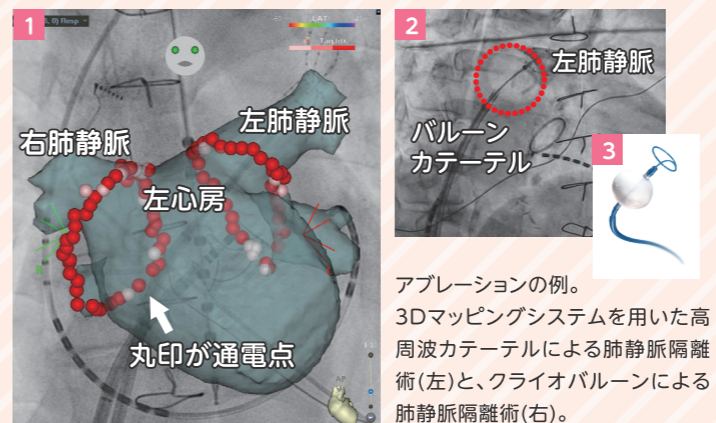 1
右肺静脈
左肺静脈
左心房
丸印が通電点
AP
2
左肺静脈
バルーン
カテーテル
3
アブレーションの例。
3Dマッピングシステムを用いた高
周波カテーテルによる肺静脈隔離
術(左)と、クライオバルーンによる
肺静脈隔離術(右)。